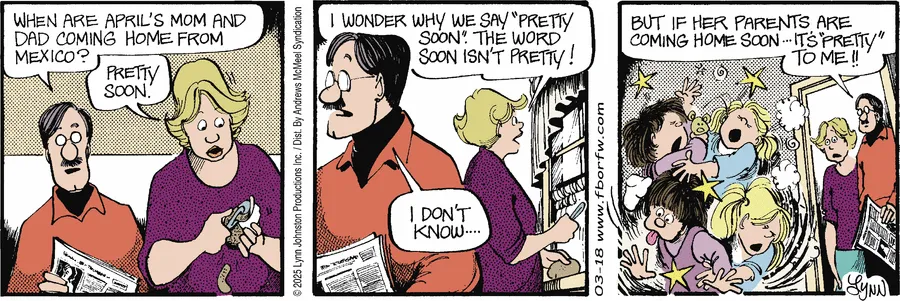 WHEN ARE APRIL'S MOM AND
DAD COMING HOME FROM
MEXICO?
PRETTY
SOON.
© 2025 Lynn Johnston Productions Inc. / Dist. By Andrews McMeel Syndication
I WONDER WHY WE SAY "PRETTY
SOON". THE WORD
SOON ISN'T PRETTY!
I DON'T
KNOW....
03-18 www.fborfw.com
BUT IF HER PARENTS ARE
COMING HOME SOON...IT'S "PRETTY"
TO ME!!
LYNN